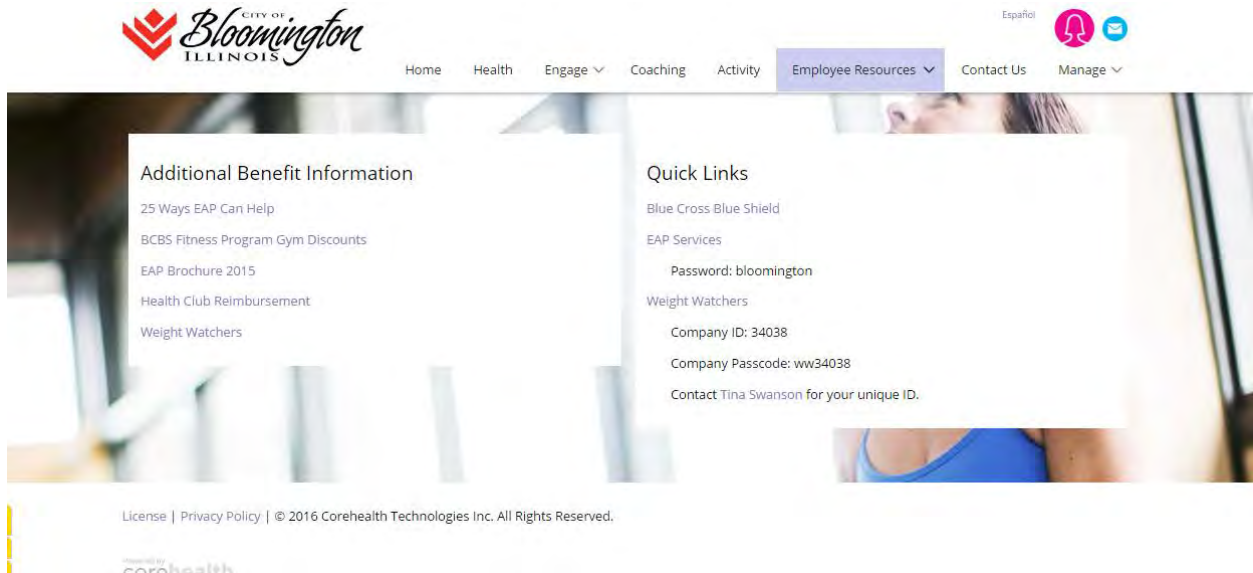 CITY OF
Bloomington
ILLINOIS
Español
Home Health Engage Coaching Activity Employee Resources Contact Us Manage
Additional Benefit Information
25 Ways EAP Can Help
BCBS Fitness Program Gym Discounts
EAP Brochure 2015
Health Club Reimbursement
Weight Watchers
Quick Links
Blue Cross Blue Shield
EAP Services
Password: bloomington
Weight Watchers
Company ID: 34038
Company Passcode: ww34038
Contact Tina Swanson for your unique ID.
License | Privacy Policy | © 2016 Corehealth Technologies Inc. All Rights Reserved.
Powered by
corehealth